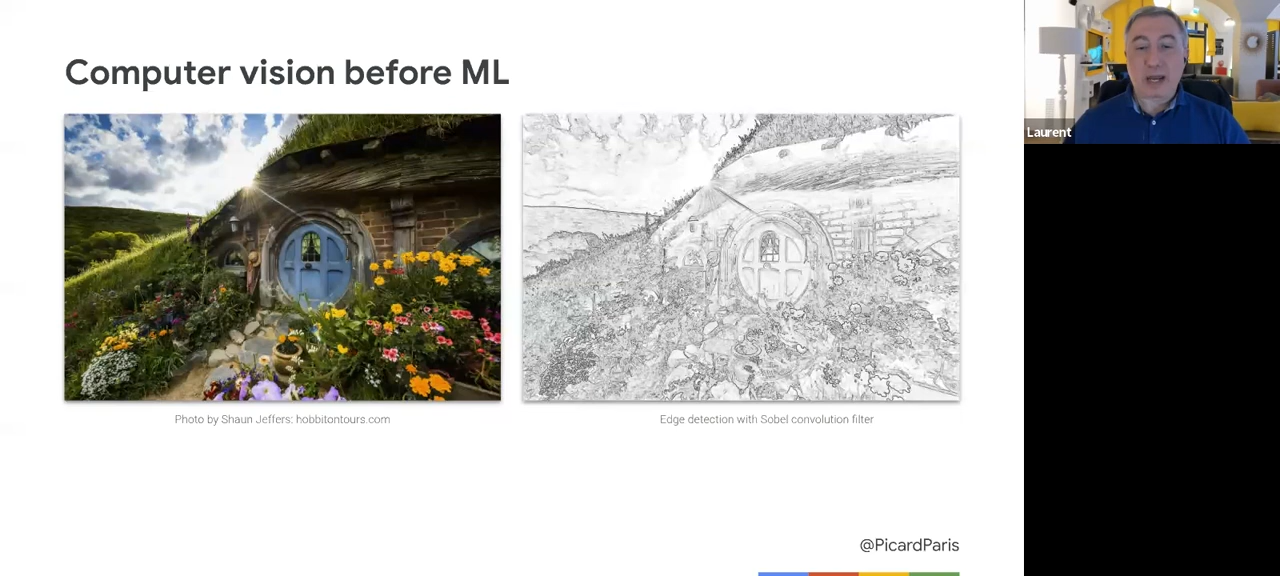 Computer vision before ML
Photo by Shaun Jeffers: hobbitontours.com
Edge detection with Sobel convolution filter
@PicardParis
Laurent